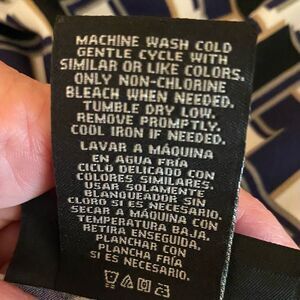 MACHINE WASH COLD
GENTLE CYCLE WITH
SIMILAR OR LIKE COLORS.
ONLY NON-CHLORINE
BLEACH WHEN NEEDED.
TUMBLE DRY LOW.
REMOVE PROMPTLY.
COOL IRON IF NEEDED.
LAVAR A MÁQUINA
EN AGUA FRÍA
CICLO DELICADO CON
COLORES SIMILARES.
USAR SOLAMENTE
BLANQUEADOR SIN
CLORO SI ES NECESARIO.
SECAR A MÁQUINA CON
TEMPERATURA BAJA.
RETIRA ENSEGUIDA.
PLANCHAR CON
PLANCHA FRÍA
SI ES NECESARIO.